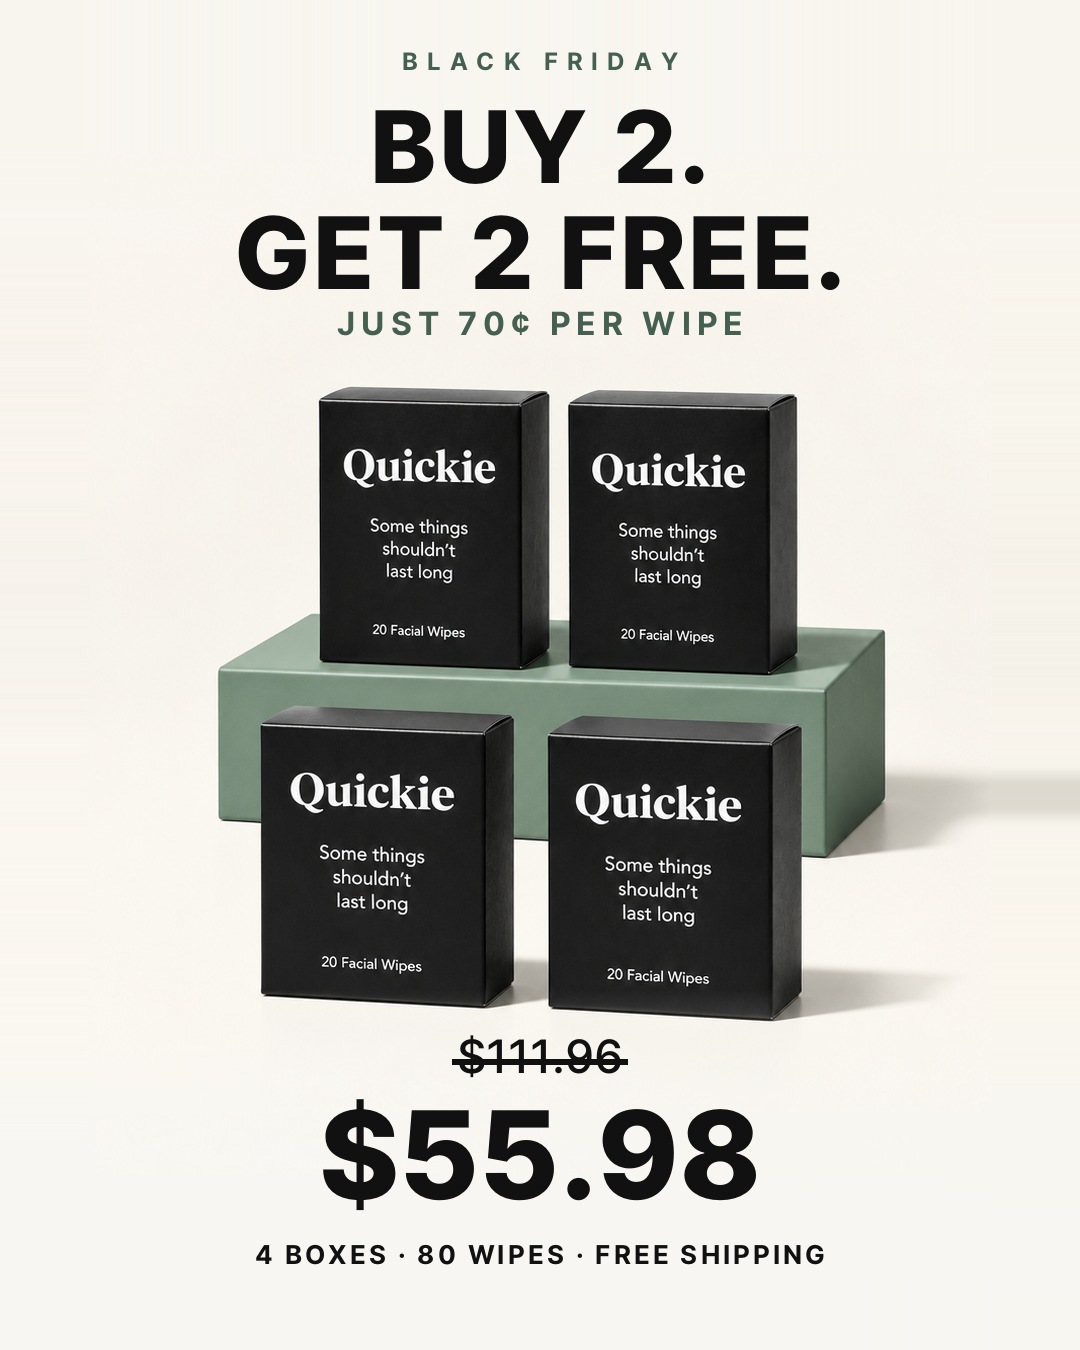 BLACK FRIDAY
BUY 2.
GET 2 FREE.
JUST 70¢ PER WIPE
Quickie
Some things
shouldn't
last long
20 Facial Wipes
Quickie
Some things
shouldn't
last long
20 Facial Wipes
Quickie
Some things
shouldn't
last long
20 Facial Wipes
Quickie
Some things
shouldn't
last long
20 Facial Wipes
$111.96
$55.98
4 BOXES · 80 WIPES · FREE SHIPPING